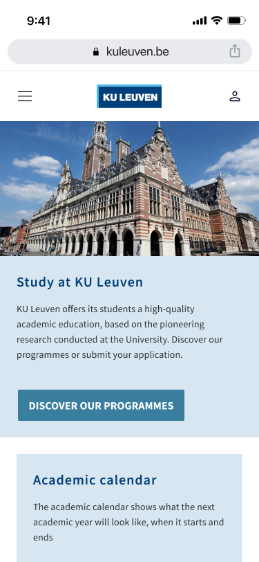 9:41
kuleuven.be
KU LEUVEN
Study at KU Leuven
KU Leuven offers its students a high-quality
academic education, based on the pioneering
research conducted at the University. Discover our
programmes or submit your application.
DISCOVER OUR PROGRAMMES
Academic calendar
The academic calendar shows what the next
academic year will look like, when it starts and
ends